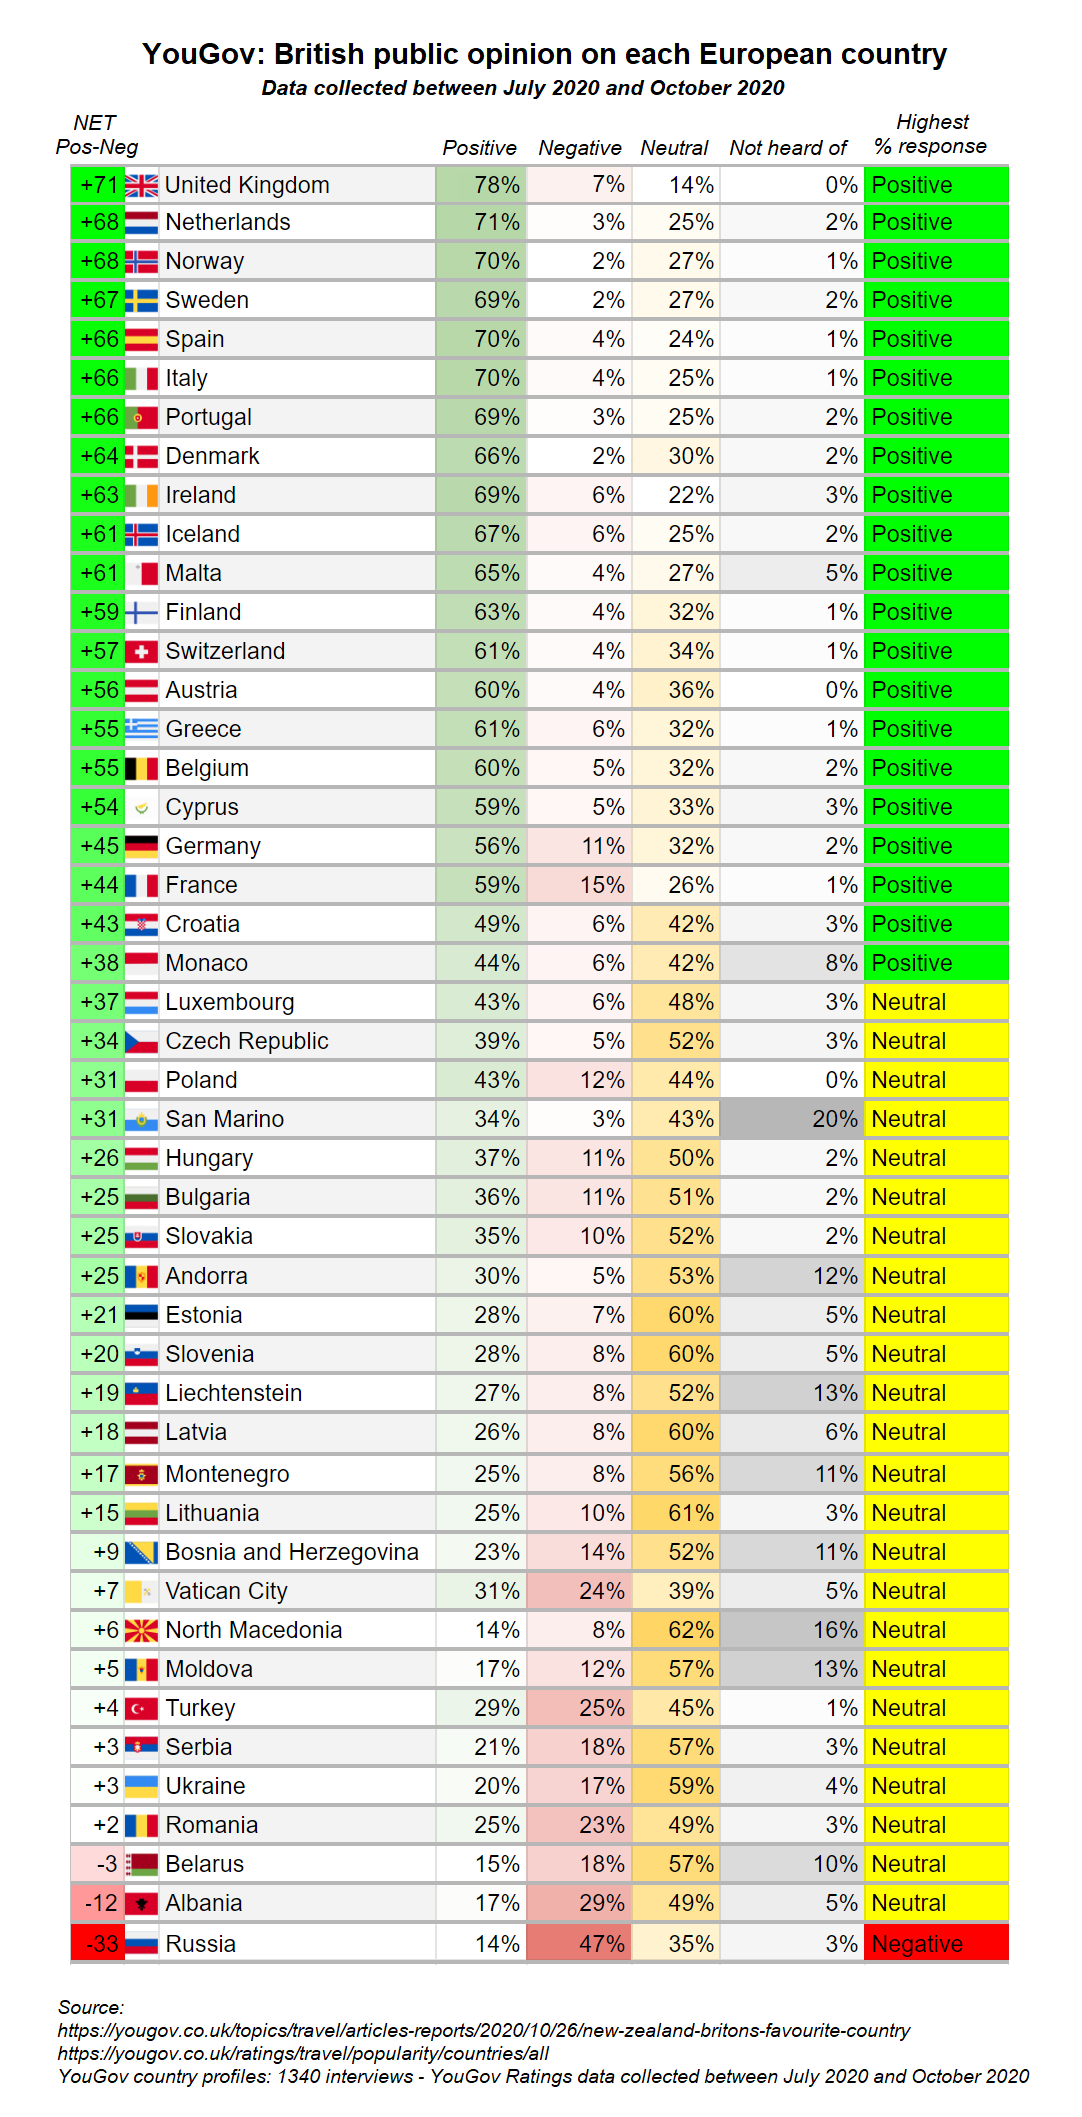 YouGov: British public opinion on each European country
Data collected between July 2020 and October 2020
NET Pos-Neg Positive Negative Neutral Not heard of Highest % response
+71 United Kingdom 78% 7% 14% 0% Positive
+68 Netherlands 71% 3% 25% 2% Positive
+68 Norway 70% 2% 27% 1% Positive
+67 Sweden 69% 2% 27% 2% Positive
+66 Spain 70% 4% 24% 1% Positive
+66 Italy 70% 4% 25% 1% Positive
+66 Portugal 69% 3% 25% 2% Positive
+64 Denmark 66% 2% 30% 2% Positive
+63 Ireland 69% 6% 22% 3% Positive
+61 Iceland 67% 6% 25% 2% Positive
+61 Malta 65% 4% 27% 5% Positive
+59 Finland 63% 4% 32% 1% Positive
+57 Switzerland 61% 4% 34% 1% Positive
+56 Austria 60% 4% 36% 0% Positive
+55 Greece 61% 6% 32% 1% Positive
+55 Belgium 60% 5% 32% 2% Positive
+54 Cyprus 59% 5% 33% 3% Positive
+45 Germany 56% 11% 32% 2% Positive
+44 France 59% 15% 26% 1% Positive
+43 Croatia 49% 6% 42% 3% Positive
+38 Monaco 44% 6% 42% 8% Positive
+37 Luxembourg 43% 6% 48% 3% Neutral
+34 Czech Republic 39% 5% 52% 3% Neutral
+31 Poland 43% 12% 44% 0% Neutral
+31 San Marino 34% 3% 43% 20% Neutral
+26 Hungary 37% 11% 50% 2% Neutral
+25 Bulgaria 36% 11% 51% 2% Neutral
+25 Slovakia 35% 10% 52% 2% Neutral
+25 Andorra 30% 5% 53% 12% Neutral
+21 Estonia 28% 7% 60% 5% Neutral
+20 Slovenia 28% 8% 60% 5% Neutral
+19 Liechtenstein 27% 8% 52% 13% Neutral
+18 Latvia 26% 8% 60% 6% Neutral
+17 Montenegro 25% 8% 56% 11% Neutral
+15 Lithuania 25% 10% 61% 3% Neutral
+9 Bosnia and Herzegovina 23% 14% 52% 11% Neutral
+7 Vatican City 31% 24% 39% 5% Neutral
+6 North Macedonia 14% 8% 62% 16% Neutral
+5 Moldova 17% 12% 57% 13% Neutral
+4 Turkey 29% 25% 45% 1% Neutral
+3 Serbia 21% 18% 57% 3% Neutral
+3 Ukraine 20% 17% 59% 4% Neutral
+2 Romania 25% 23% 49% 3% Neutral
-3 Belarus 15% 18% 57% 10% Neutral
-12 Albania 17% 29% 49% 5% Neutral
-33 Russia 14% 47% 35% 3% Negative
Source:
https://yougov.co.uk/topics/travel/articles-reports/2020/10/26/new-zealand-britons-favourite-country
https://yougov.co.uk/ratings/travel/popularity/countries/all
YouGov country profiles: 1340 interviews - YouGov Ratings data collected between July 2020 and October 2020